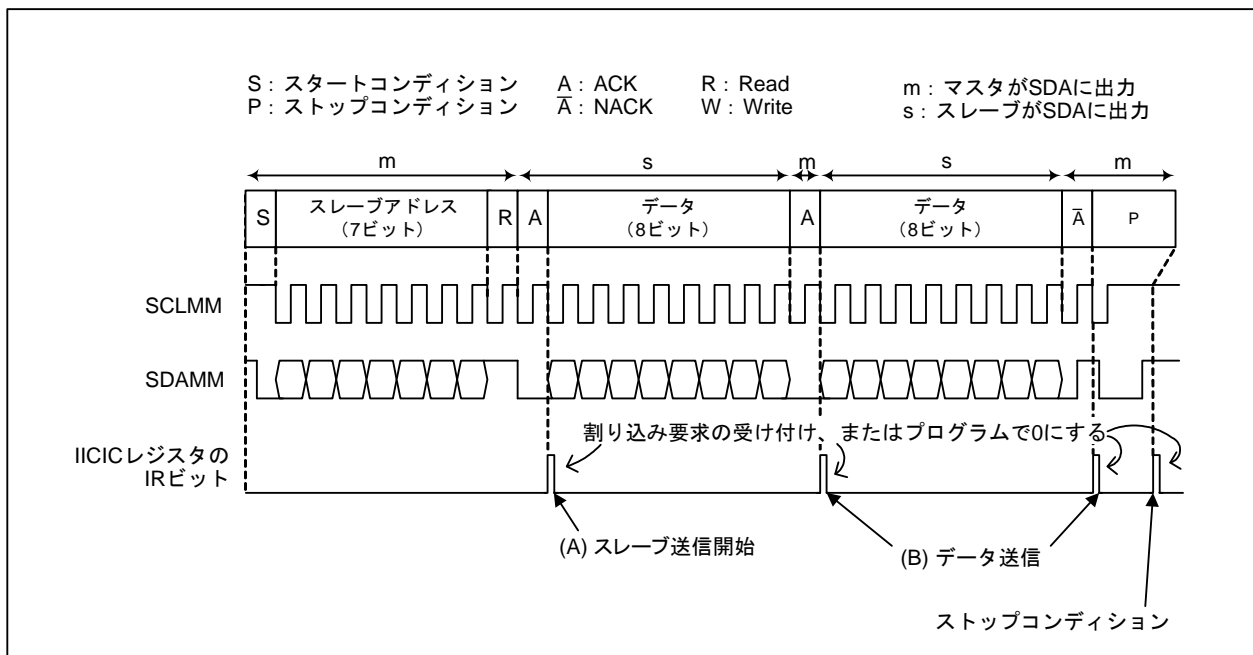 S：スタートコンディション A：ACK R：Read m：マスタがSDAに出力
P：ストップコンディション A̅：NACK W：Write s：スレーブがSDAに出力
m s m s m
S スレーブアドレス（7ビット） R A データ（8ビット） A データ（8ビット） A̅ P
SCLMM
SDAMM
割り込み要求の受け付け、またはプログラムで0にする
IICICレジスタの
IRビット
(A) スレーブ送信開始
(B) データ送信
ストップコンディション